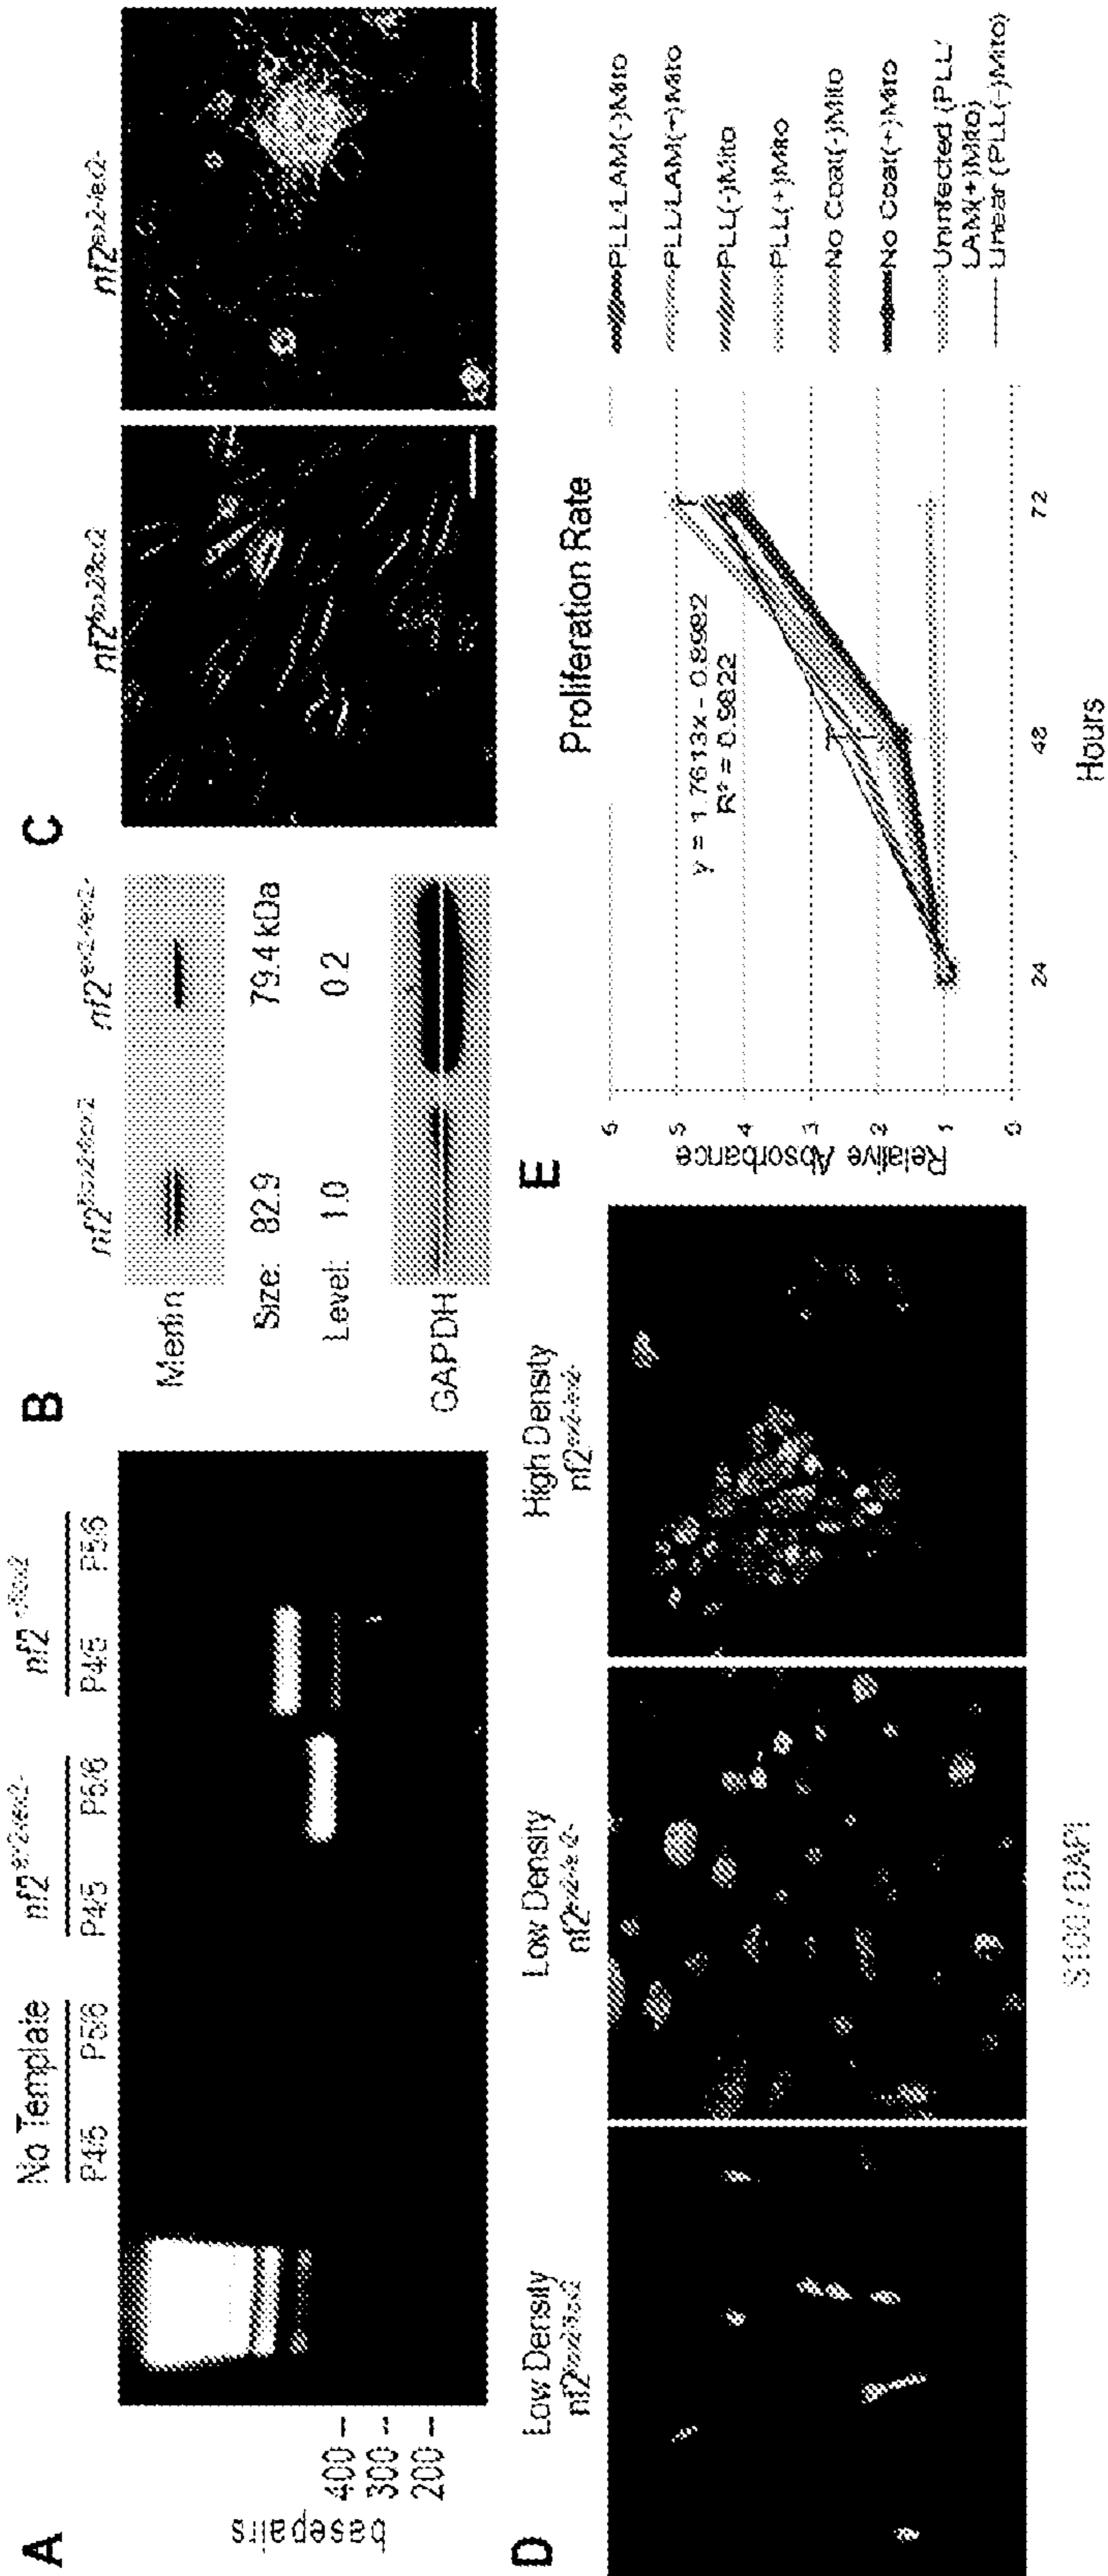 A
No Template
P4/5 P5/6
P4/5 P5/6
P4/5 P5/6
basepairs
400
300
200
B
Merlin
Size: 82.9 79.4 kDa
Level: 1.0 0.2
GAPDH
C
D
Low Density
Low Density
High Density
S100 / DAPI
E
Proliferation Rate
Relative Absorbance
6
5
4
3
2
1
0
y = 1.7613x - 0.8982
R² = 0.9822
24 48 72
Hours
PLL/LAM(-)Mito
PLL/LAM(+)Mito
PLL(-)Mito
PLL(+)Mito
No Coat(-)Mito
No Coat(+)Mito
Uninfected (PLL/
LAM(+)Mito)
Linear (PLL(-)Mito)